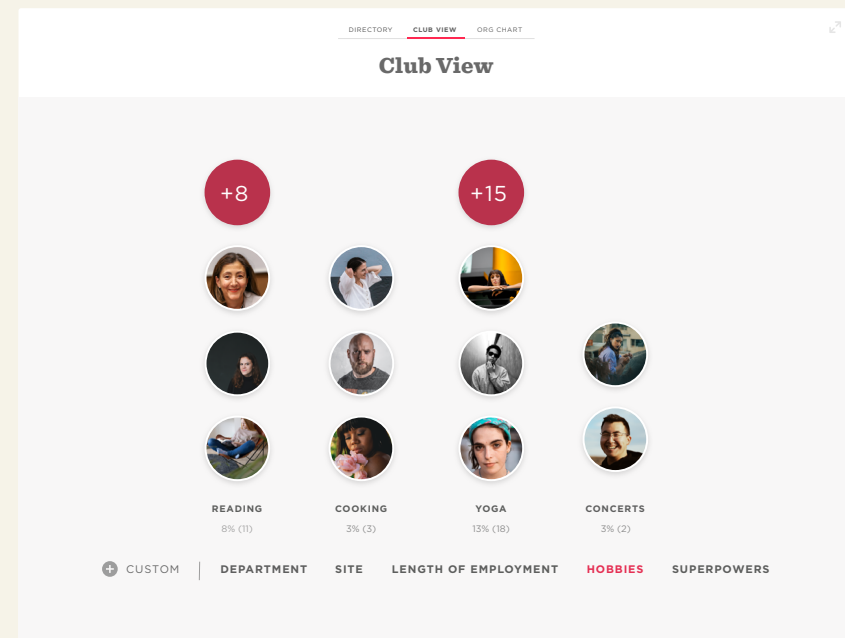 DIRECTORY CLUB VIEW ORG CHART
Club View
+8 +15
READING COOKING YOGA CONCERTS
8% (11) 3% (3) 13% (18) 3% (2)
CUSTOM DEPARTMENT SITE LENGTH OF EMPLOYMENT HOBBIES SUPERPOWERS